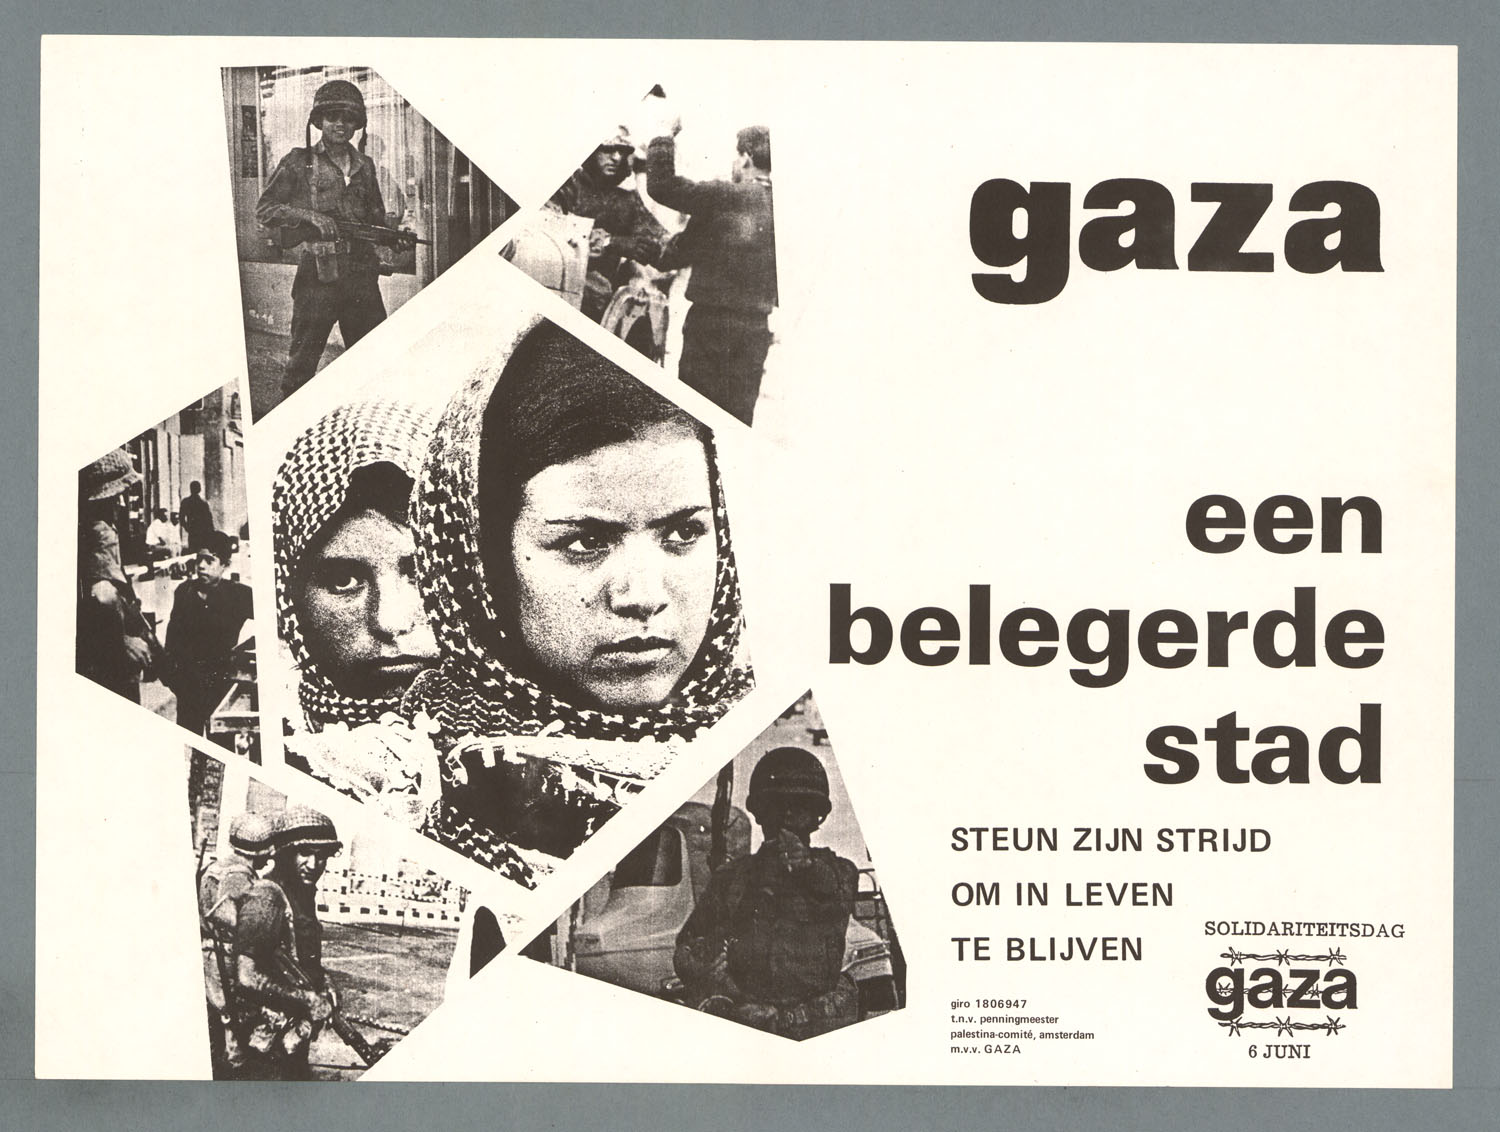 gaza
een
belegerde
stad
STEUN ZIJN STRIJD
OM IN LEVEN
TE BLIJVEN
giro 1806947
t.n.v. penningmeester
palestina-comité, amsterdam
m.v.v. GAZA
SOLIDARITEITSDAG
gaza
6 JUNI